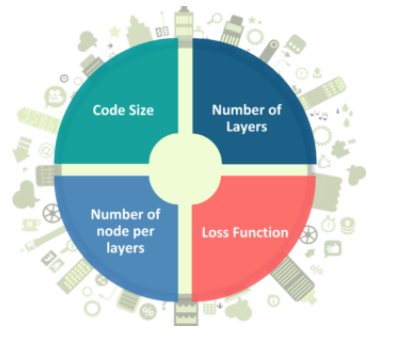 Code Size
Number of
Layers
Number of
node per
layers
Loss Function